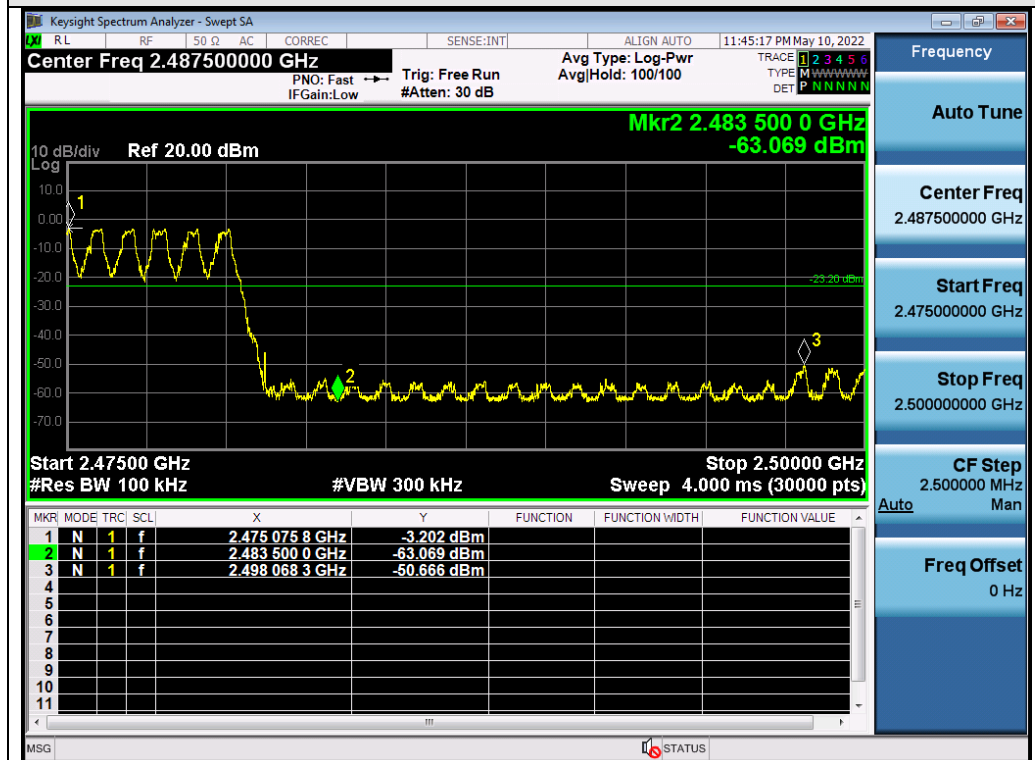 Keysight Spectrum Analyzer - Swept SA
LXI RL RF 50 Ω AC CORREC SENSE:INT ALIGN AUTO 11:45:17 PM May 10, 2022
Center Freq 2.487500000 GHz
Avg Type: Log-Pwr
TRACE 1 2 3 4 5 6
PNO: Fast
Trig: Free Run
Avg|Hold: 100/100
TYPE M WWWWW
IFGain:Low
#Atten: 30 dB
DET P N N N N N
Mkr2 2.483 500 0 GHz
-63.069 dBm
10 dB/div Ref 20.00 dBm
Log
10.0
0.00
-10.0
-20.0
-30.0
-40.0
-50.0
-60.0
-70.0
1
2
3
-23.20 dBm
Start 2.47500 GHz Stop 2.50000 GHz
#Res BW 100 kHz #VBW 300 kHz Sweep 4.000 ms (30000 pts)
MKR MODE TRC SCL X Y FUNCTION FUNCTION WIDTH FUNCTION VALUE
1 N 1 f 2.475 075 8 GHz -3.202 dBm
2 N 1 f 2.483 500 0 GHz -63.069 dBm
3 N 1 f 2.498 068 3 GHz -50.666 dBm
4
5
6
7
8
9
10
11
MSG STATUS
Frequency
Auto Tune
Center Freq
2.487500000 GHz
Start Freq
2.475000000 GHz
Stop Freq
2.500000000 GHz
CF Step
2.500000 MHz
Auto Man
Freq Offset
0 Hz